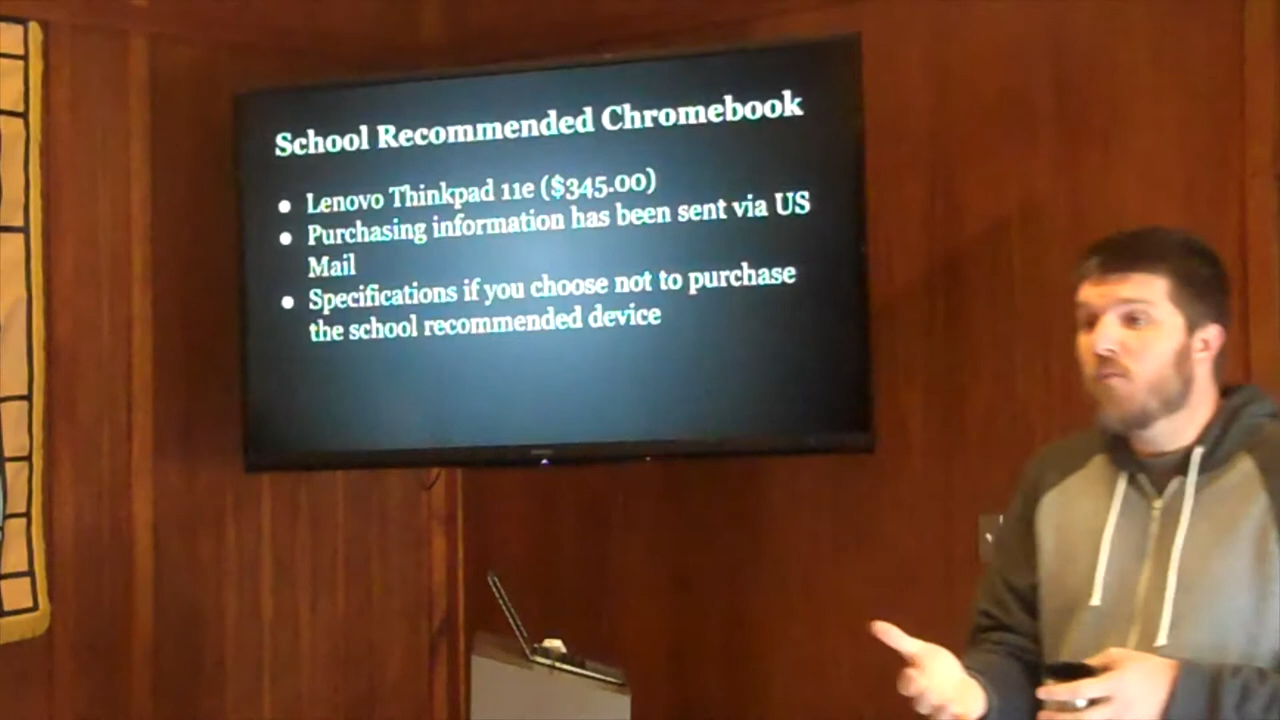 School Recommended Chromebook
● Lenovo Thinkpad 11e ($345.00)
● Purchasing information has been sent via US
Mail
● Specifications if you choose not to purchase
the school recommended device